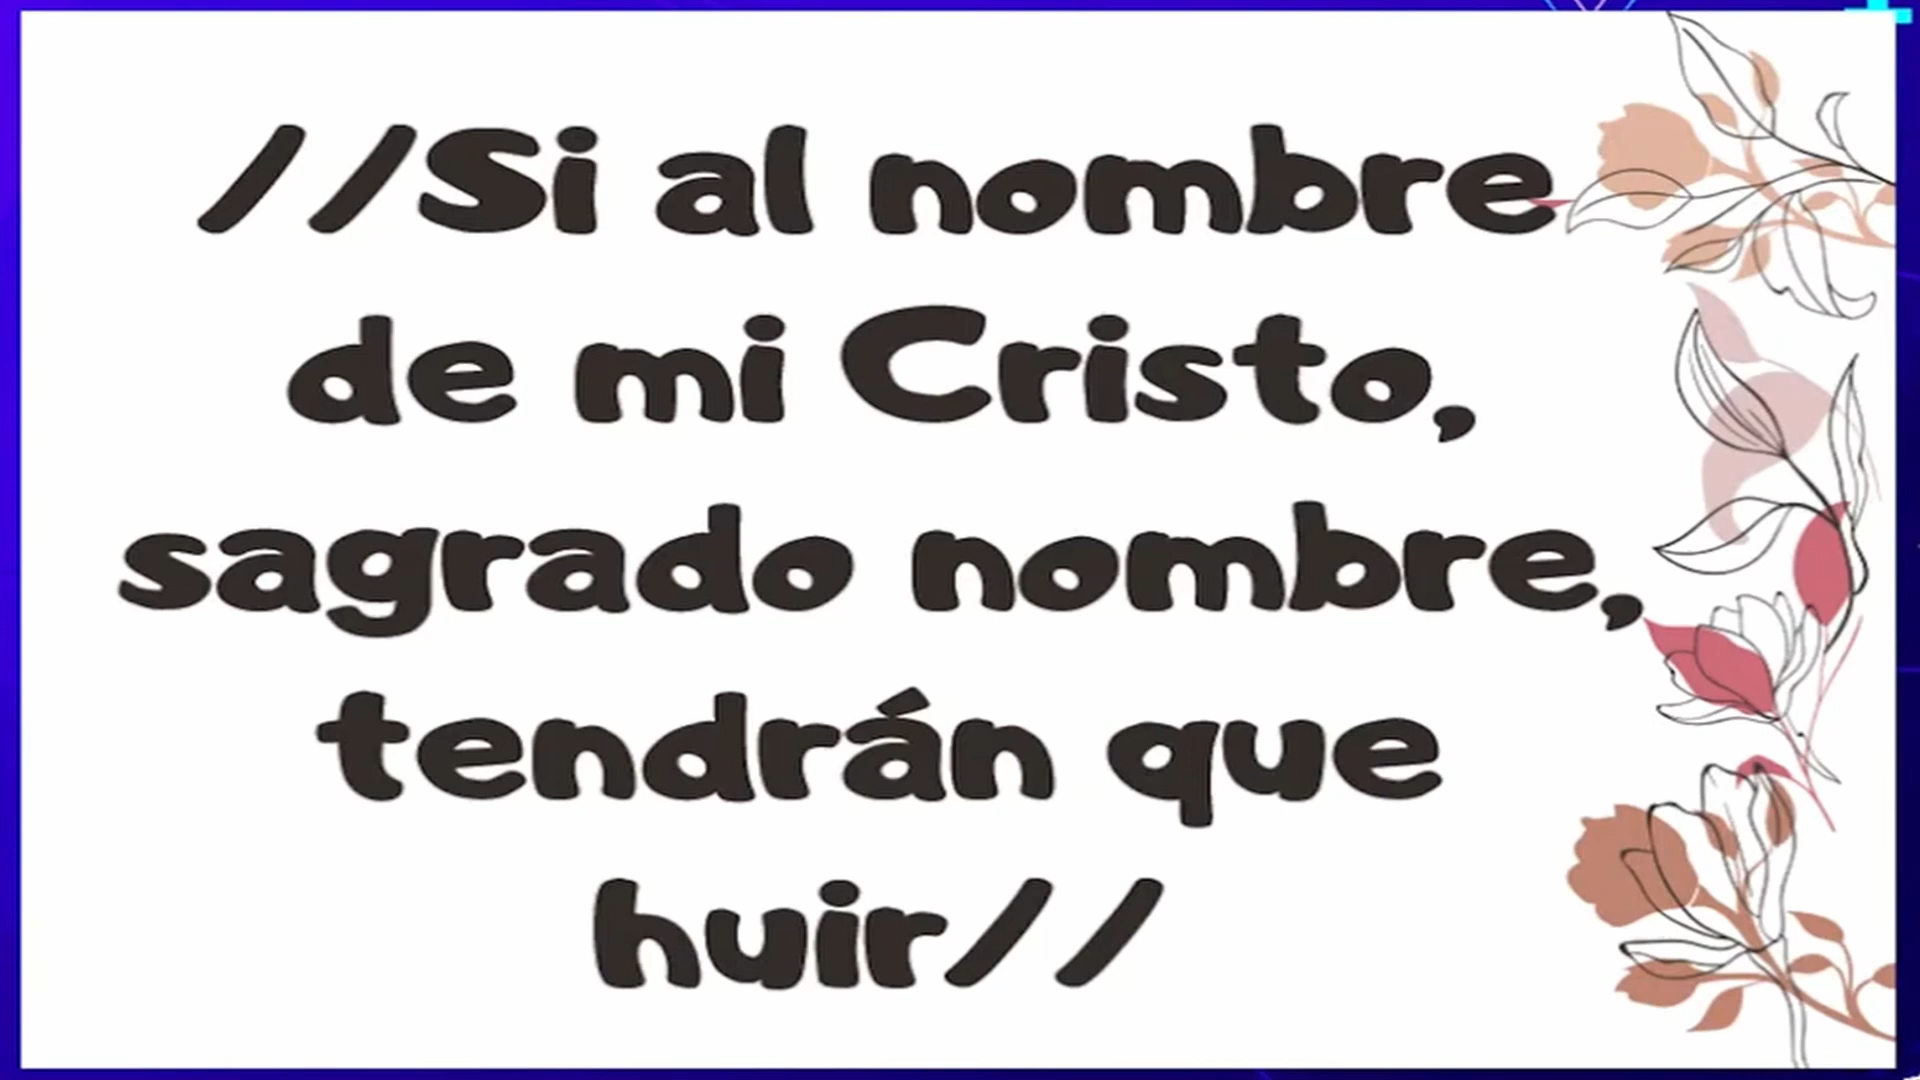 //Si al nombre
de mi Cristo,
sagrado nombre,
tendrán que
huir//